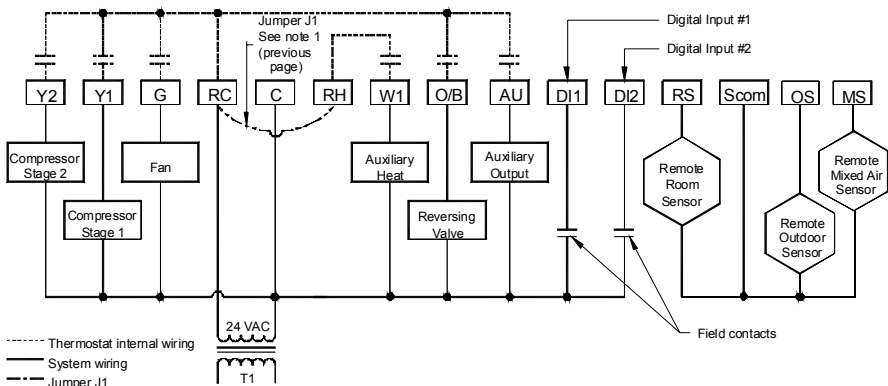 Jumper J1
See note 1
(previous
page)
Digital Input #1
Digital Input #2
Y2 Y1 G RC C RH W1 O/B AU DI1 DI2 RS Scom OS MS
Compressor
Stage 2
Fan
Auxiliary
Heat
Auxiliary
Output
Remote
Room
Sensor
Remote
Mixed Air
Sensor
Compressor
Stage 1
Reversing
Valve
Remote
Outdoor
Sensor
24 VAC
T1
Field contacts
Thermostat internal wiring
System wiring
Jumper J1